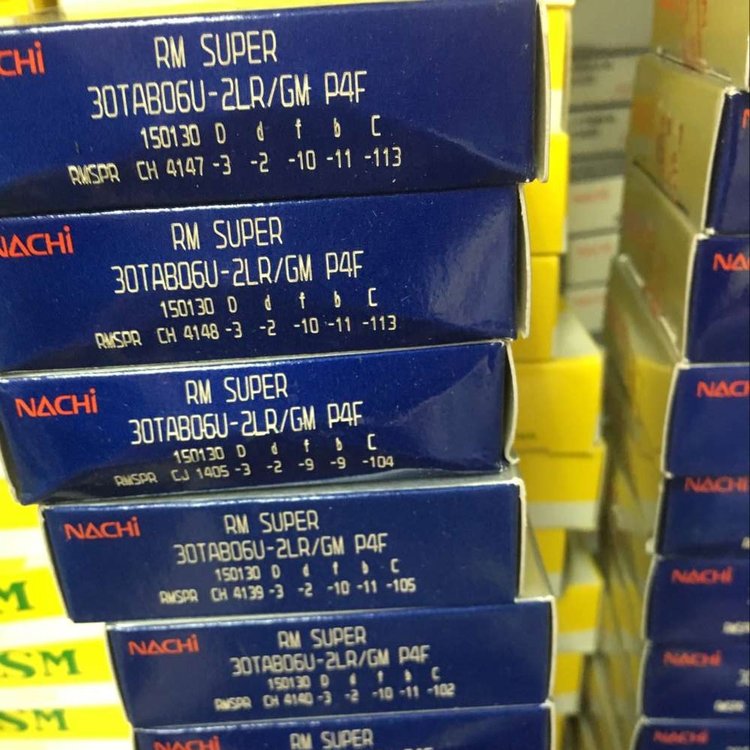 NACHi
RM SUPER
30TAB06U-2LR/GM P4F
150130 D d f b C
RMSPR CH 4147 -3 -2 -10 -11 -113
NACHi
RM SUPER
30TAB06U-2LR/GM P4F
150130 D d f b C
RMSPR CH 4148 -3 -2 -10 -11 -113
NACHi
RM SUPER
30TAB06U-2LR/GM P4F
150130 D d f b C
RMSPR CJ 1405 -3 -2 -9 -9 -104
NACHi
RM SUPER
30TAB06U-2LR/GM P4F
150130 D d f b C
RMSPR CH 4139 -3 -2 -10 -11 -105
NACHi
RM SUPER
30TAB06U-2LR/GM P4F
150130 D d f b C
RMSPR CH 4140 -3 -2 -10 -11 -102
NACHi
RM SUPER
M
SM
SM
NA
NACH
NACHi
NACHi
NACHi
NACHi